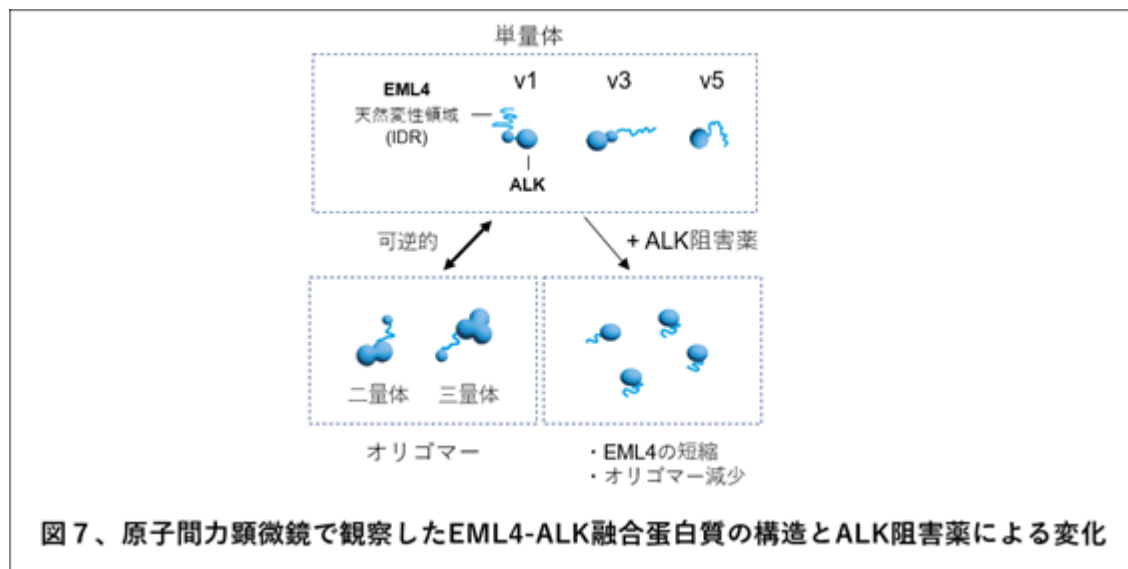 単量体
v1 v3 v5
EML4
天然変性領域
(IDR)
ALK
可逆的
+ ALK阻害薬
二量体 三量体
オリゴマー
・EML4の短縮
・オリゴマー減少
図７、原子間力顕微鏡で観察したEML4-ALK融合蛋白質の構造とALK阻害薬による変化